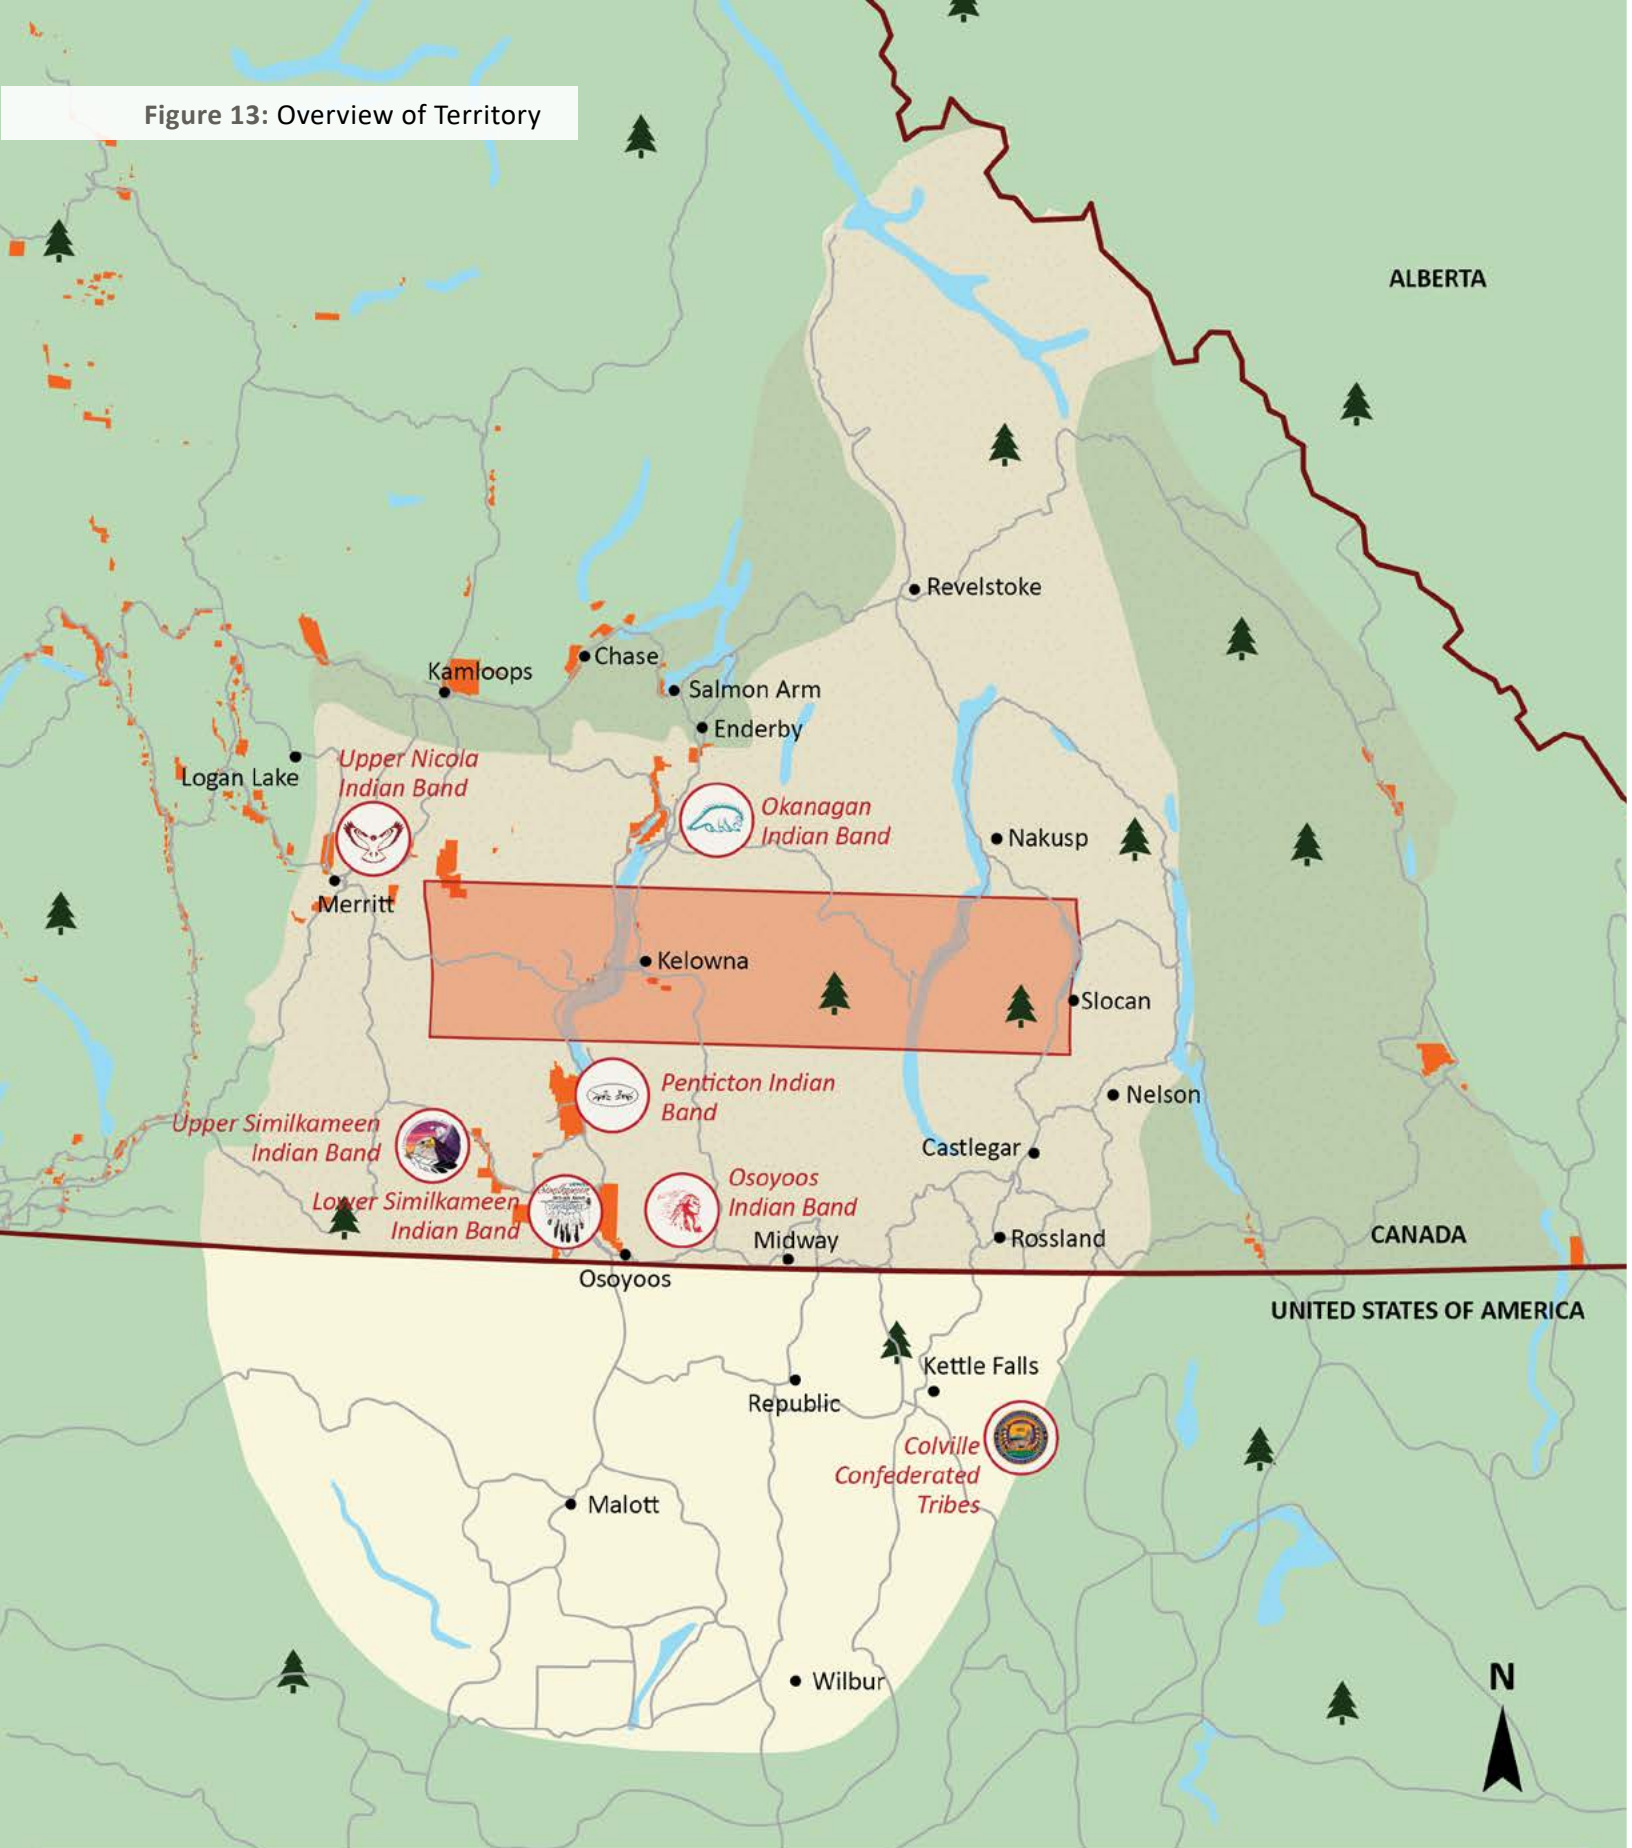 Figure 13: Overview of Territory
ALBERTA
Revelstoke
Chase
Kamloops
Salmon Arm
Enderby
Upper Nicola
Indian Band
Logan Lake
Okanagan
Indian Band
Nakusp
Merritt
Kelowna
Slocan
Penticton Indian
Band
Nelson
Upper Similkameen
Indian Band
Castlegar
Osoyoos
Indian Band
Lower Similkameen
Indian Band
Midway
Rossland
CANADA
Osoyoos
UNITED STATES OF AMERICA
Kettle Falls
Republic
Colville
Confederated
Tribes
Malott
Wilbur
N